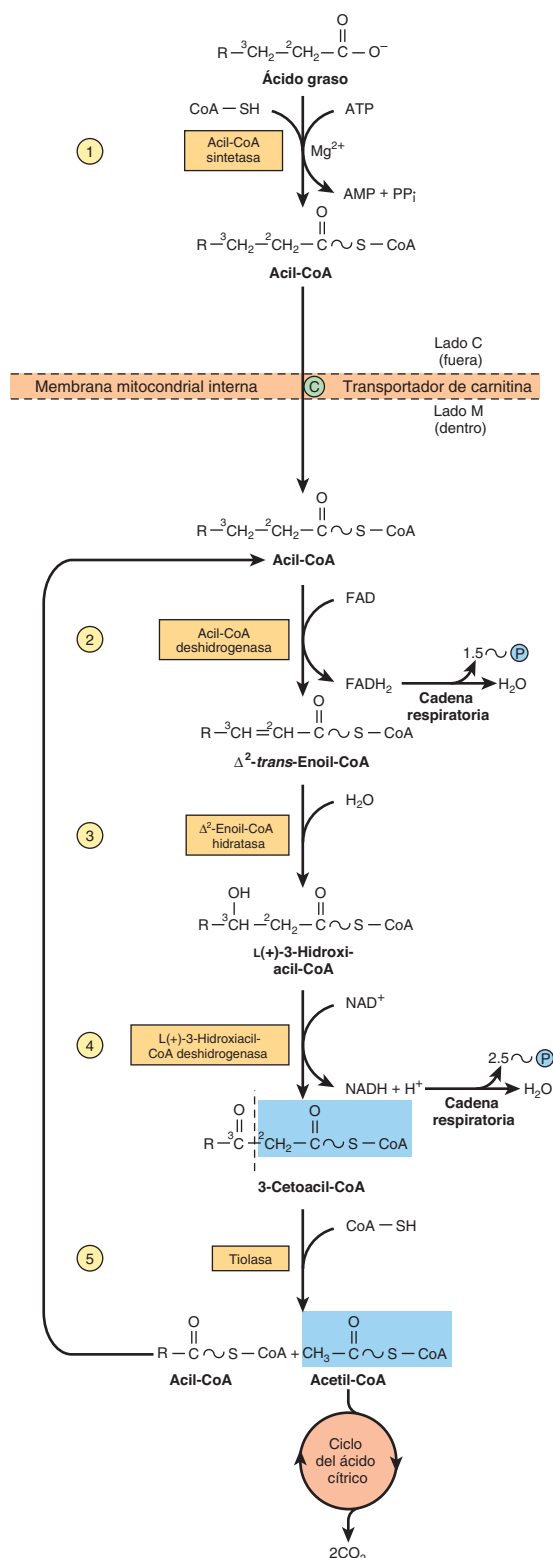 O
R—³CH₂—²CH₂—C—O⁻
Ácido graso
CoA—SH
ATP
1
Acil-CoA
sintetasa
Mg²⁺
AMP + PPi
O
R—³CH₂—²CH₂—C~S—CoA
Acil-CoA
Lado C
(fuera)
Membrana mitocondrial interna
C
Transportador de carnitina
Lado M
(dentro)
O
R—³CH₂—²CH₂—C~S—CoA
Acil-CoA
FAD
2
Acil-CoA
deshidrogenasa
1.5~P
FADH₂
H₂O
Cadena
respiratoria
O
R—³CH=²CH—C~S—CoA
Δ²-trans-Enoil-CoA
H₂O
3
Δ²-Enoil-CoA
hidratasa
OH
O
R—³CH—²CH₂—C~S—CoA
L(+)-3-Hidroxi-
acil-CoA
NAD⁺
4
L(+)-3-Hidroxiacil-
CoA deshidrogenasa
2.5~P
NADH + H⁺
H₂O
Cadena
respiratoria
O
O
R—³C—²CH₂—C~S—CoA
3-Cetoacil-CoA
CoA—SH
5
Tiolasa
O
O
R—C~S—CoA + CH₃—C~S—CoA
Acil-CoA
Acetil-CoA
Ciclo
del ácido
cítrico
2CO₂